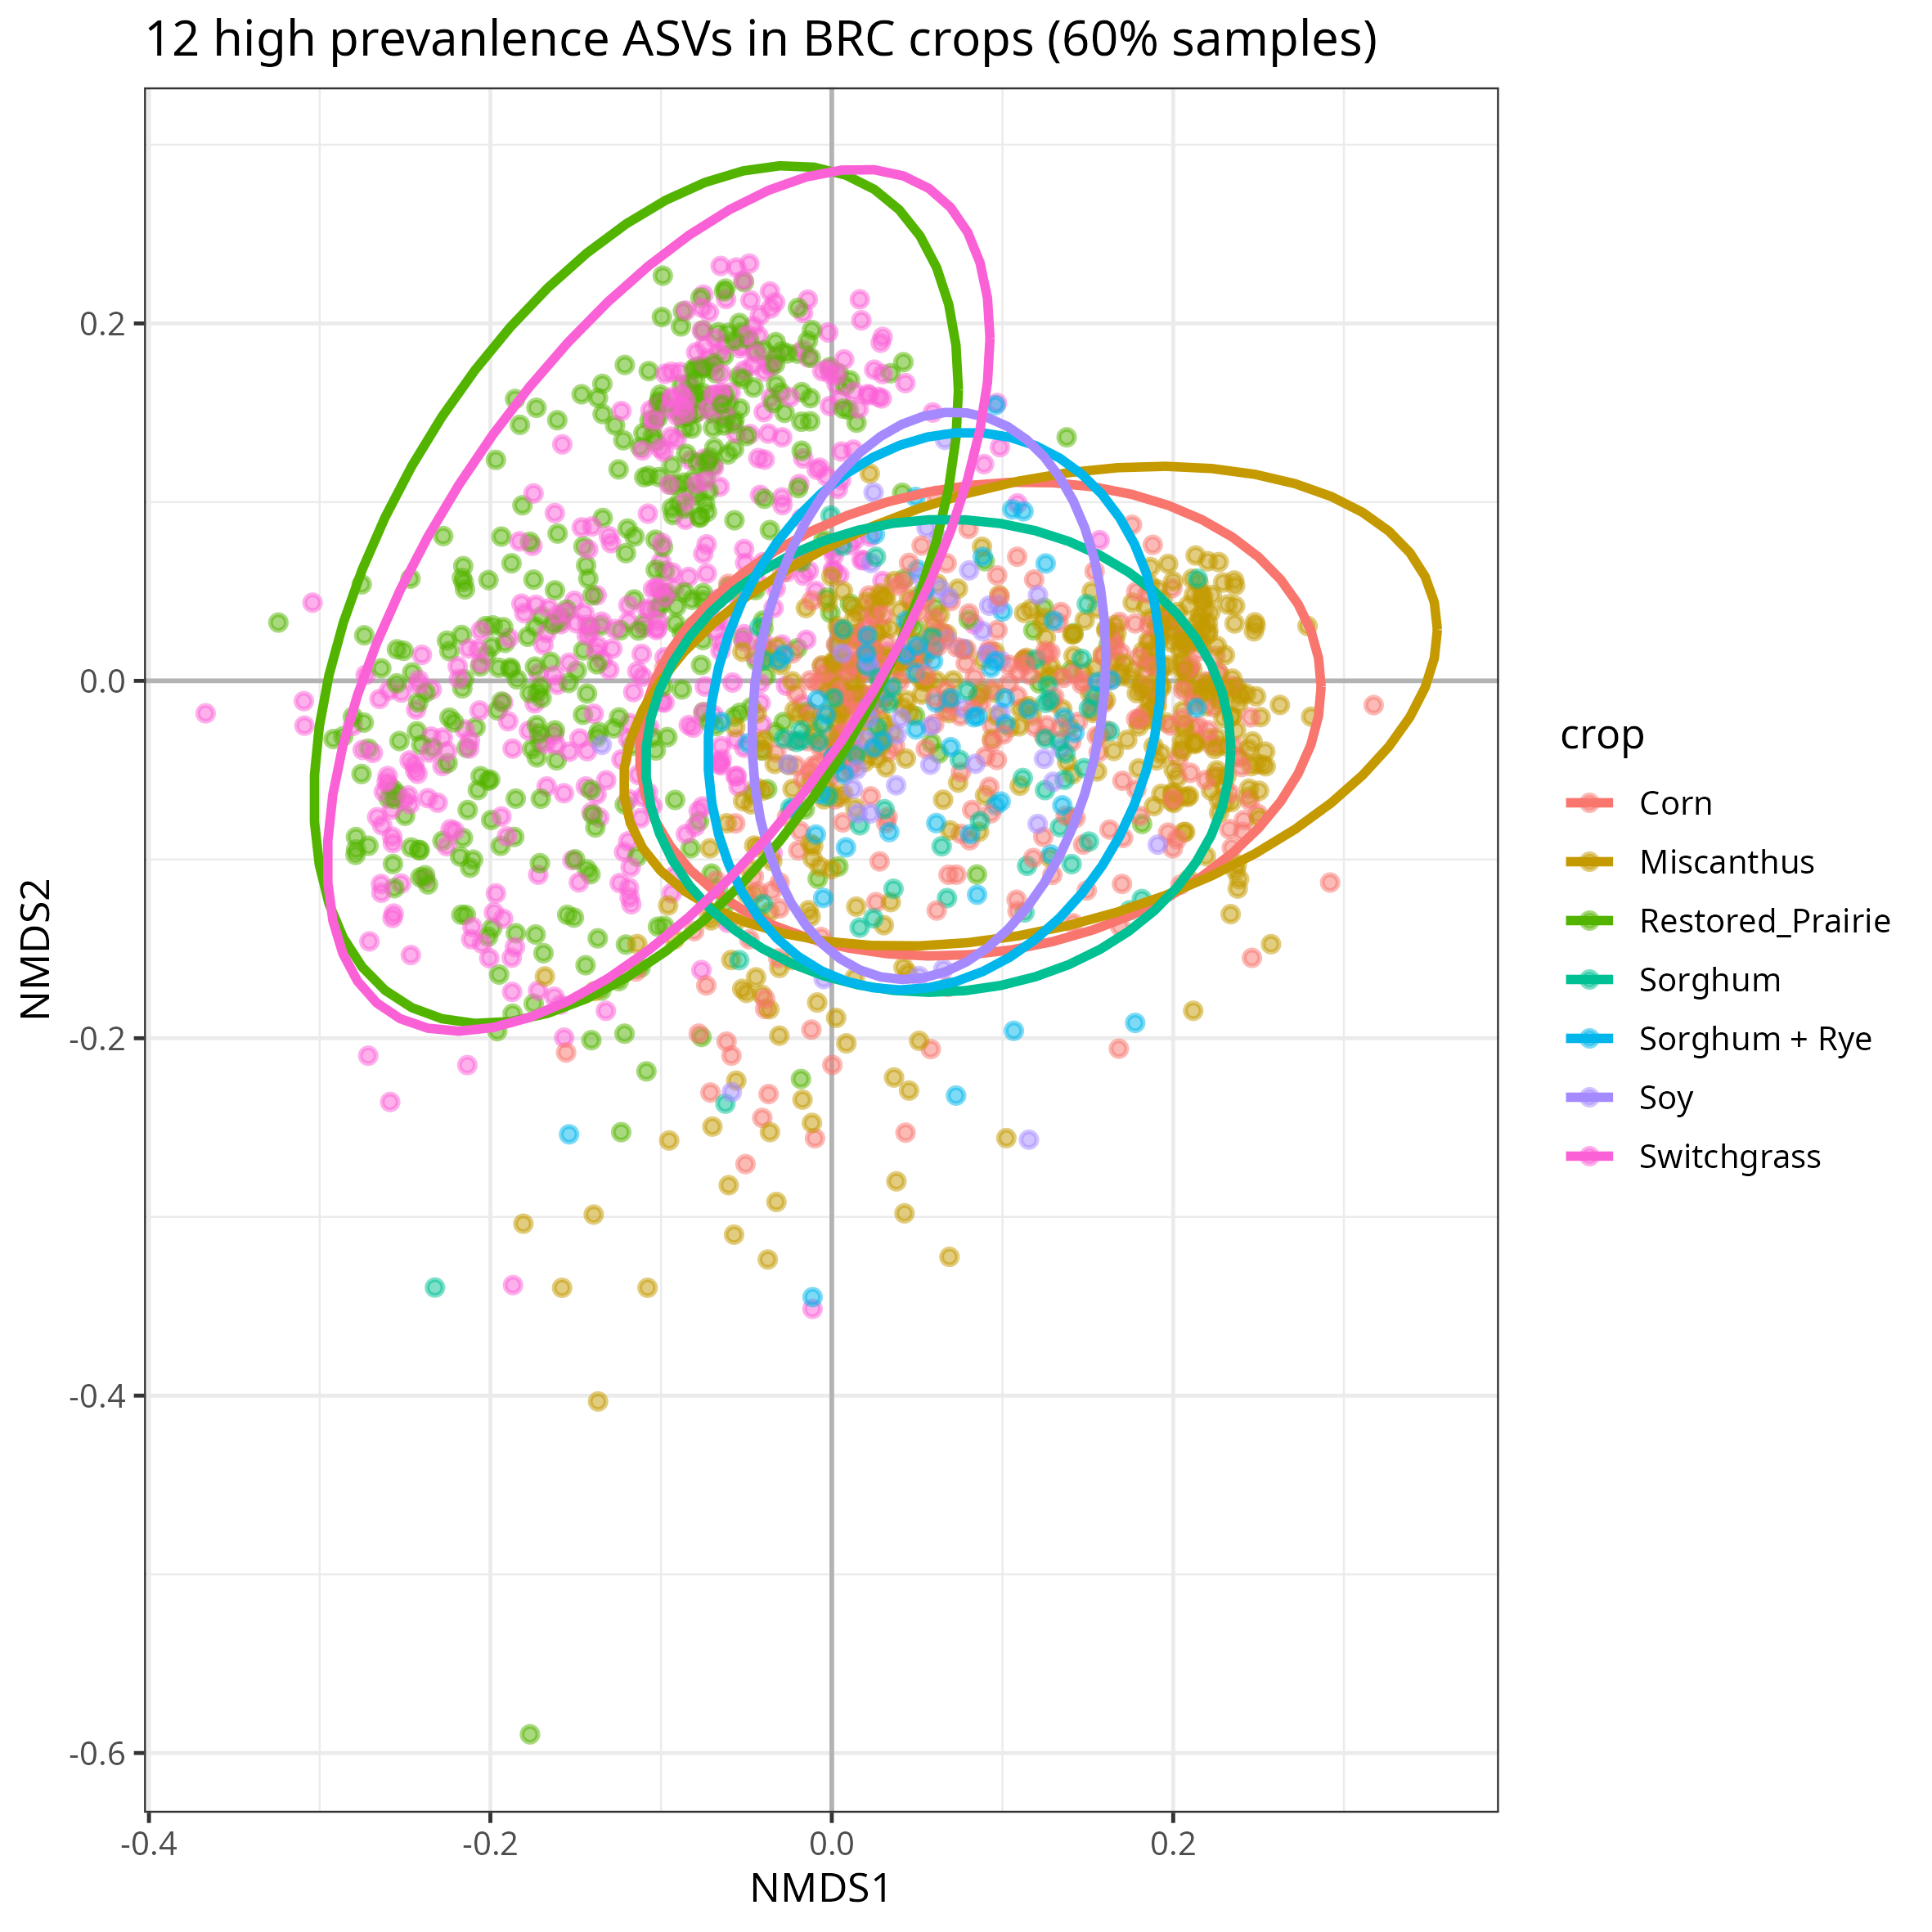 12 high prevanlence ASVs in BRC crops (60% samples)
0.2
0.0
-0.2
-0.4
-0.6
NMDS2
-0.4
-0.2
0.0
0.2
NMDS1
crop
Corn
Miscanthus
Restored_Prairie
Sorghum
Sorghum + Rye
Soy
Switchgrass